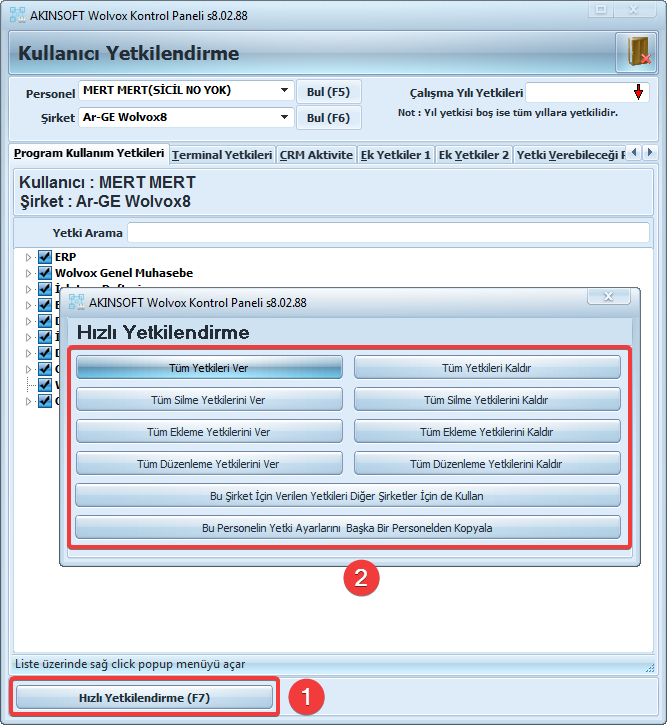 AKINSOFT Wolvox Kontrol Paneli s8.02.88
Kullanıcı Yetkilendirme
Personel MERT MERT(SİCİL NO YOK) Bul (F5) Çalışma Yılı Yetkileri
Şirket Ar-GE Wolvox8 Bul (F6) Not : Yıl yetkisi boş ise tüm yıllara yetkilidir.
Program Kullanım Yetkileri Terminal Yetkileri CRM Aktivite Ek Yetkiler 1 Ek Yetkiler 2 Yetki Verebileceği
Kullanıcı : MERT MERT
Şirket : Ar-GE Wolvox8
Yetki Arama
ERP
Wolvox Genel Muhasebe
AKINSOFT Wolvox Kontrol Paneli s8.02.88
Hızlı Yetkilendirme
Tüm Yetkileri Ver Tüm Yetkileri Kaldır
Tüm Silme Yetkilerini Ver Tüm Silme Yetkilerini Kaldır
Tüm Ekleme Yetkilerini Ver Tüm Ekleme Yetkilerini Kaldır
Tüm Düzenleme Yetkilerini Ver Tüm Düzenleme Yetkilerini Kaldır
Bu Şirket İçin Verilen Yetkileri Diğer Şirketler İçin de Kullan
Bu Personelin Yetki Ayarlarını Başka Bir Personelden Kopyala
2
Liste üzerinde sağ click popup menüyü açar
Hızlı Yetkilendirme (F7) 1